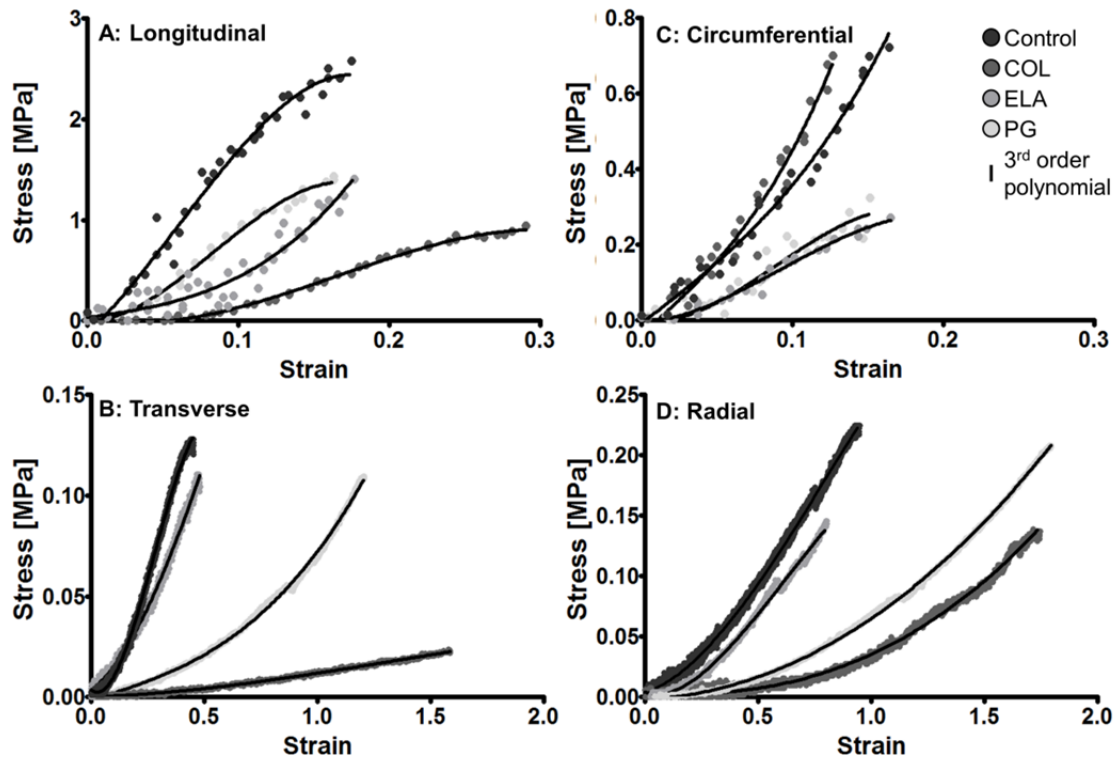 A: Longitudinal
Stress [MPa]
3
2
1
0
0.0 0.1 0.2 0.3
Strain
C: Circumferential
Stress [MPa]
0.8
0.6
0.4
0.2
0.0
0.0 0.1 0.2 0.3
Strain
Control
COL
ELA
PG
3rd order
polynomial
B: Transverse
Stress [MPa]
0.15
0.10
0.05
0.00
0.0 0.5 1.0 1.5 2.0
Strain
D: Radial
Stress [MPa]
0.25
0.20
0.15
0.10
0.05
0.00
0.0 0.5 1.0 1.5 2.0
Strain